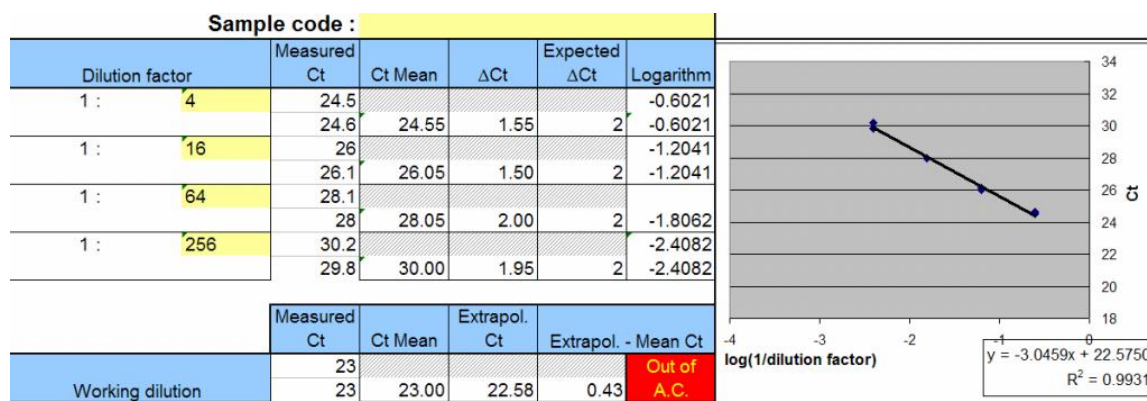 Sample code :
Dilution factor Measured Ct Ct Mean ΔCt Expected ΔCt Logarithm
1 : 4 24.5 -0.6021
24.6 24.55 1.55 2 -0.6021
1 : 16 26 -1.2041
26.1 26.05 1.50 2 -1.2041
1 : 64 28.1
28 28.05 2.00 2 -1.8062
1 : 256 30.2 -2.4082
29.8 30.00 1.95 2 -2.4082
Measured Ct Ct Mean Extrapol. Ct Extrapol. - Mean Ct
23 Out of
Working dilution 23 23.00 22.58 0.43 A.C.
34
32
30
28
26
24
22
20
18
Ct
-4 -3 -2 -1 0
log(1/dilution factor)
y = -3.0459x + 22.5750
R² = 0.9931